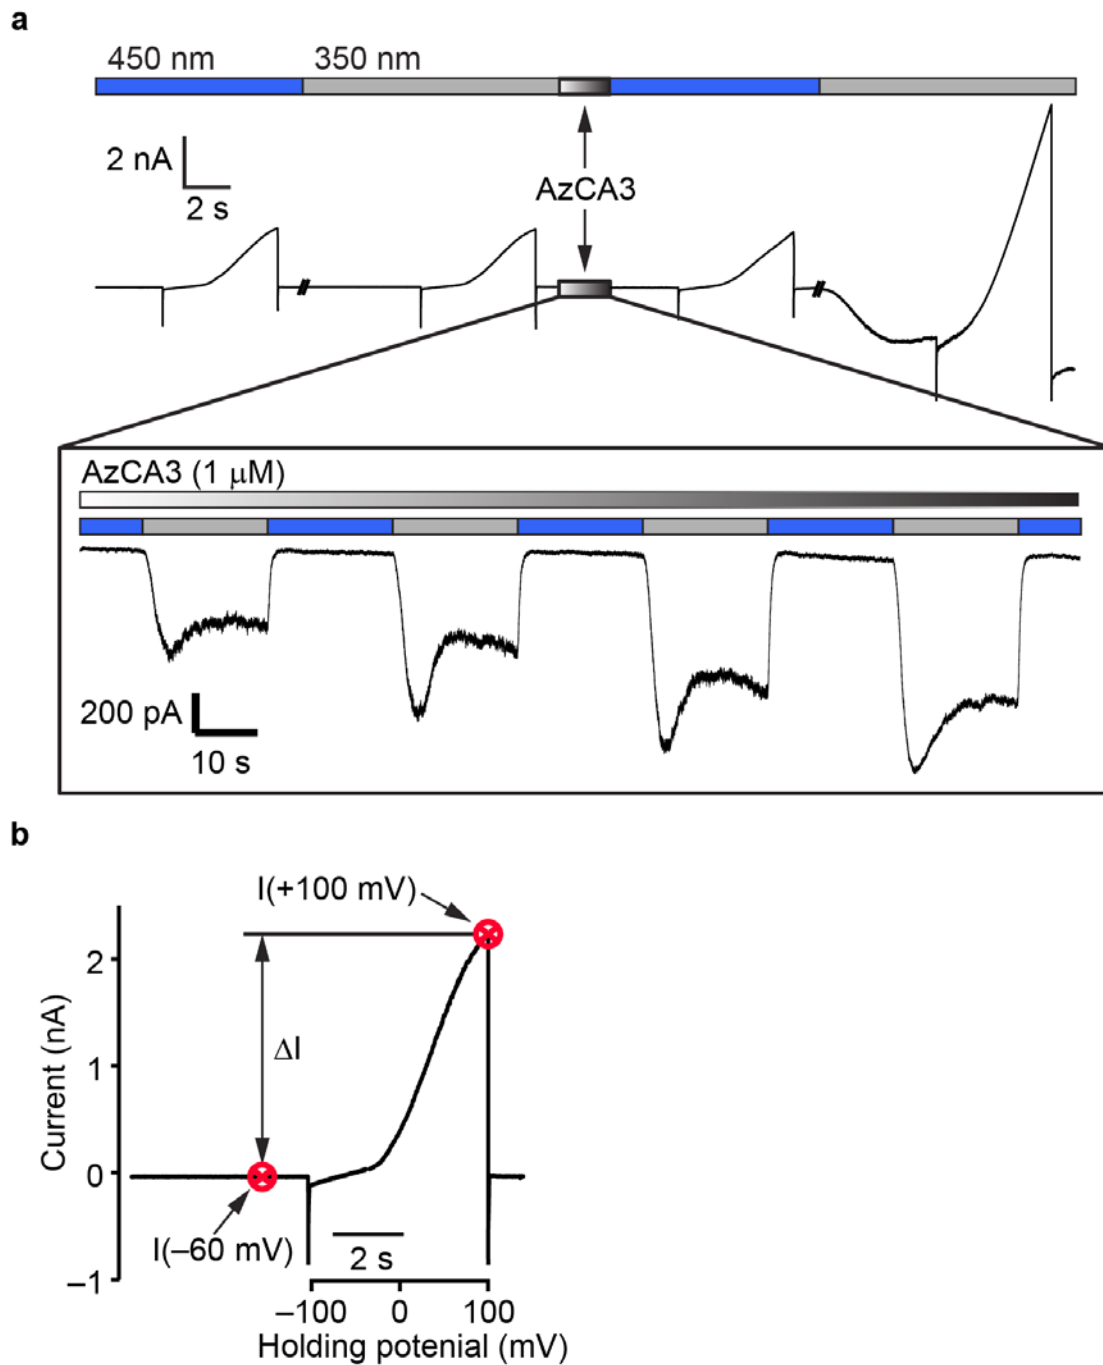 a
450 nm
350 nm
2 nA
2 s
AzCA3
AzCA3 (1 μM)
200 pA
10 s
b
I(+100 mV)
2
ΔI
1
Current (nA)
0
I(–60 mV)
2 s
–1
–100
0
100
Holding potenial (mV)